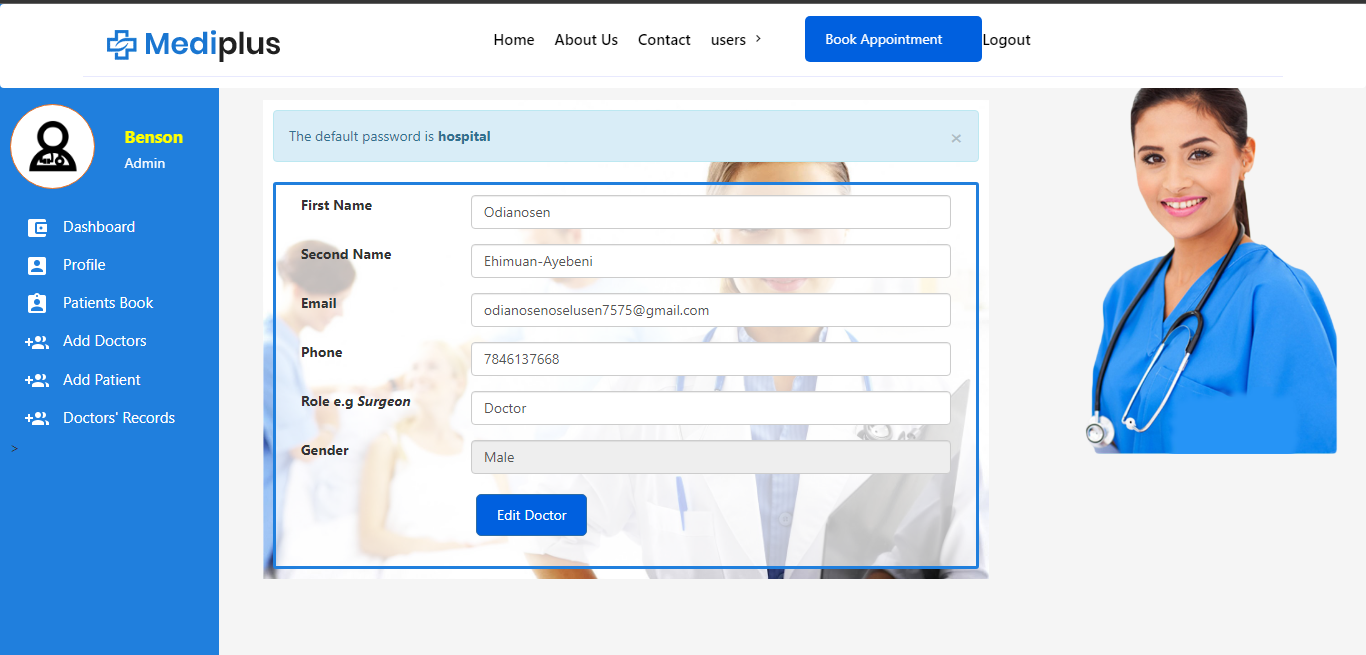 Mediplus
Home About Us Contact users > Book Appointment Logout
Benson
Admin
Dashboard
Profile
Patients Book
Add Doctors
Add Patient
Doctors' Records
>
The default password is hospital ×
First Name Odianosen
Second Name Ehimuan-Ayebeni
Email odianosenoselusen7575@gmail.com
Phone 7846137668
Role e.g Surgeon Doctor
Gender Male
Edit Doctor